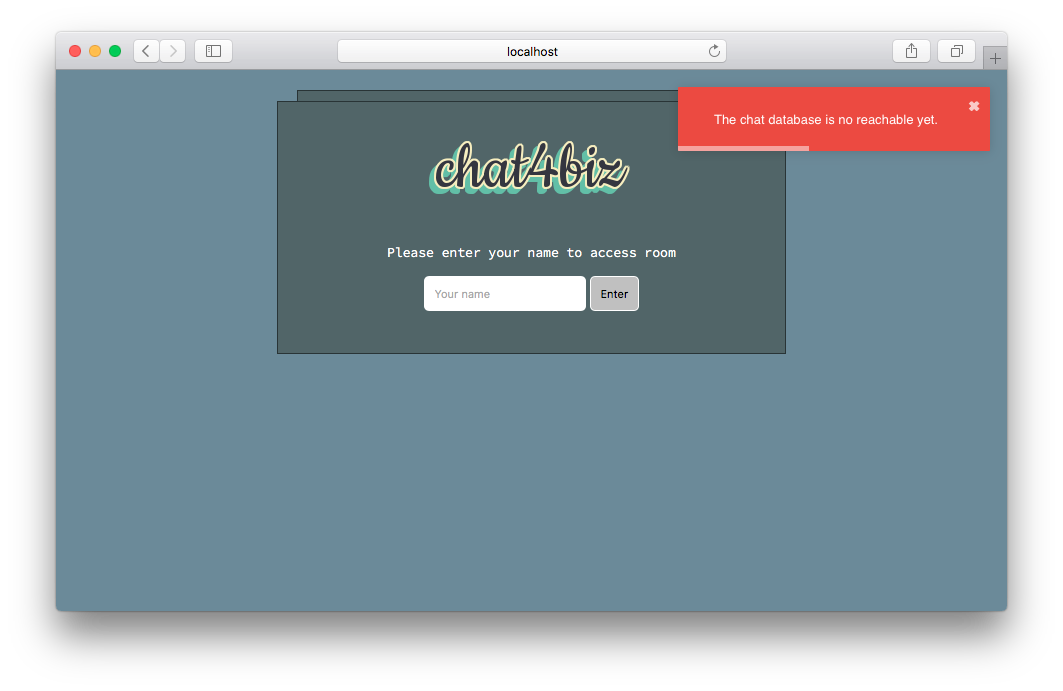 localhost
The chat database is no reachable yet.
chat4biz
Please enter your name to access room
Your name
Enter